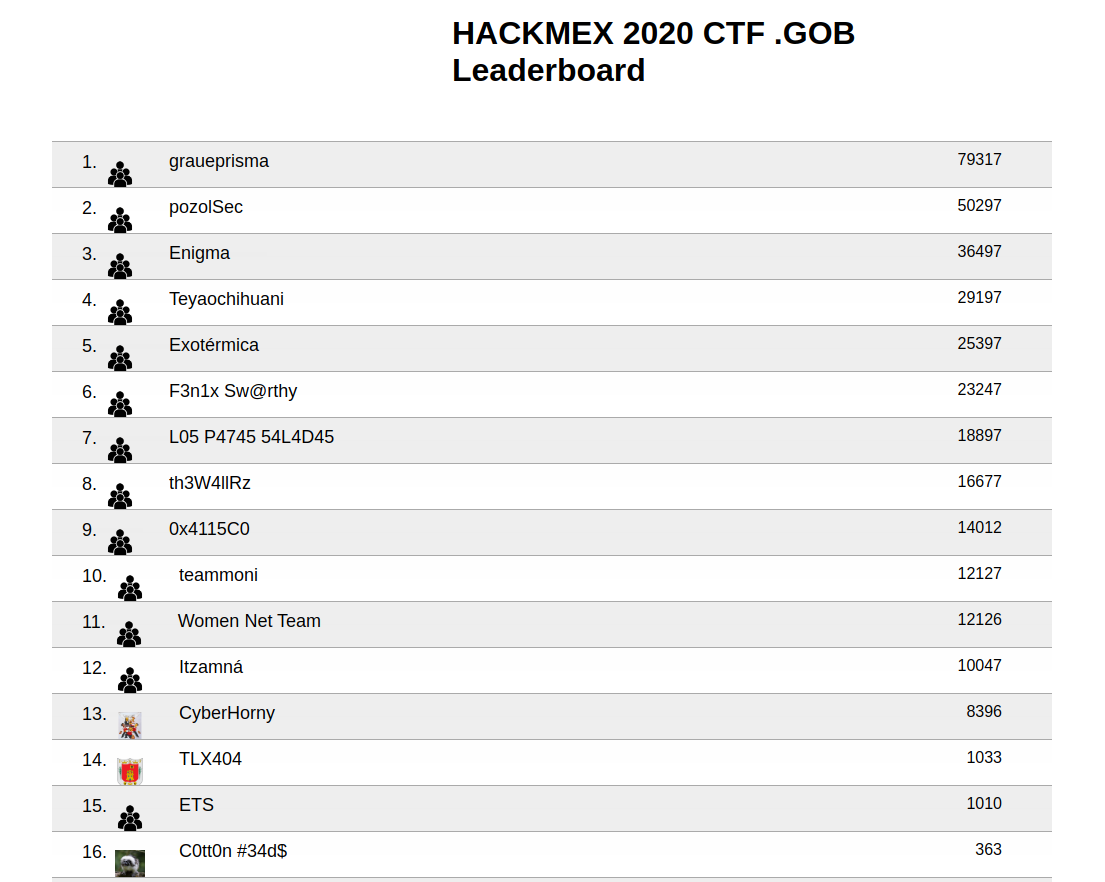 HACKMEX 2020 CTF .GOB
Leaderboard
1. graueprisma 79317
2. pozolSec 50297
3. Enigma 36497
4. Teyaochihuani 29197
5. Exotérmica 25397
6. F3n1x Sw@rthy 23247
7. L05 P4745 54L4D45 18897
8. th3W4llRz 16677
9. 0x4115C0 14012
10. teammoni 12127
11. Women Net Team 12126
12. Itzamná 10047
13. CyberHorny 8396
14. TLX404 1033
15. ETS 1010
16. C0tt0n #34d$ 363